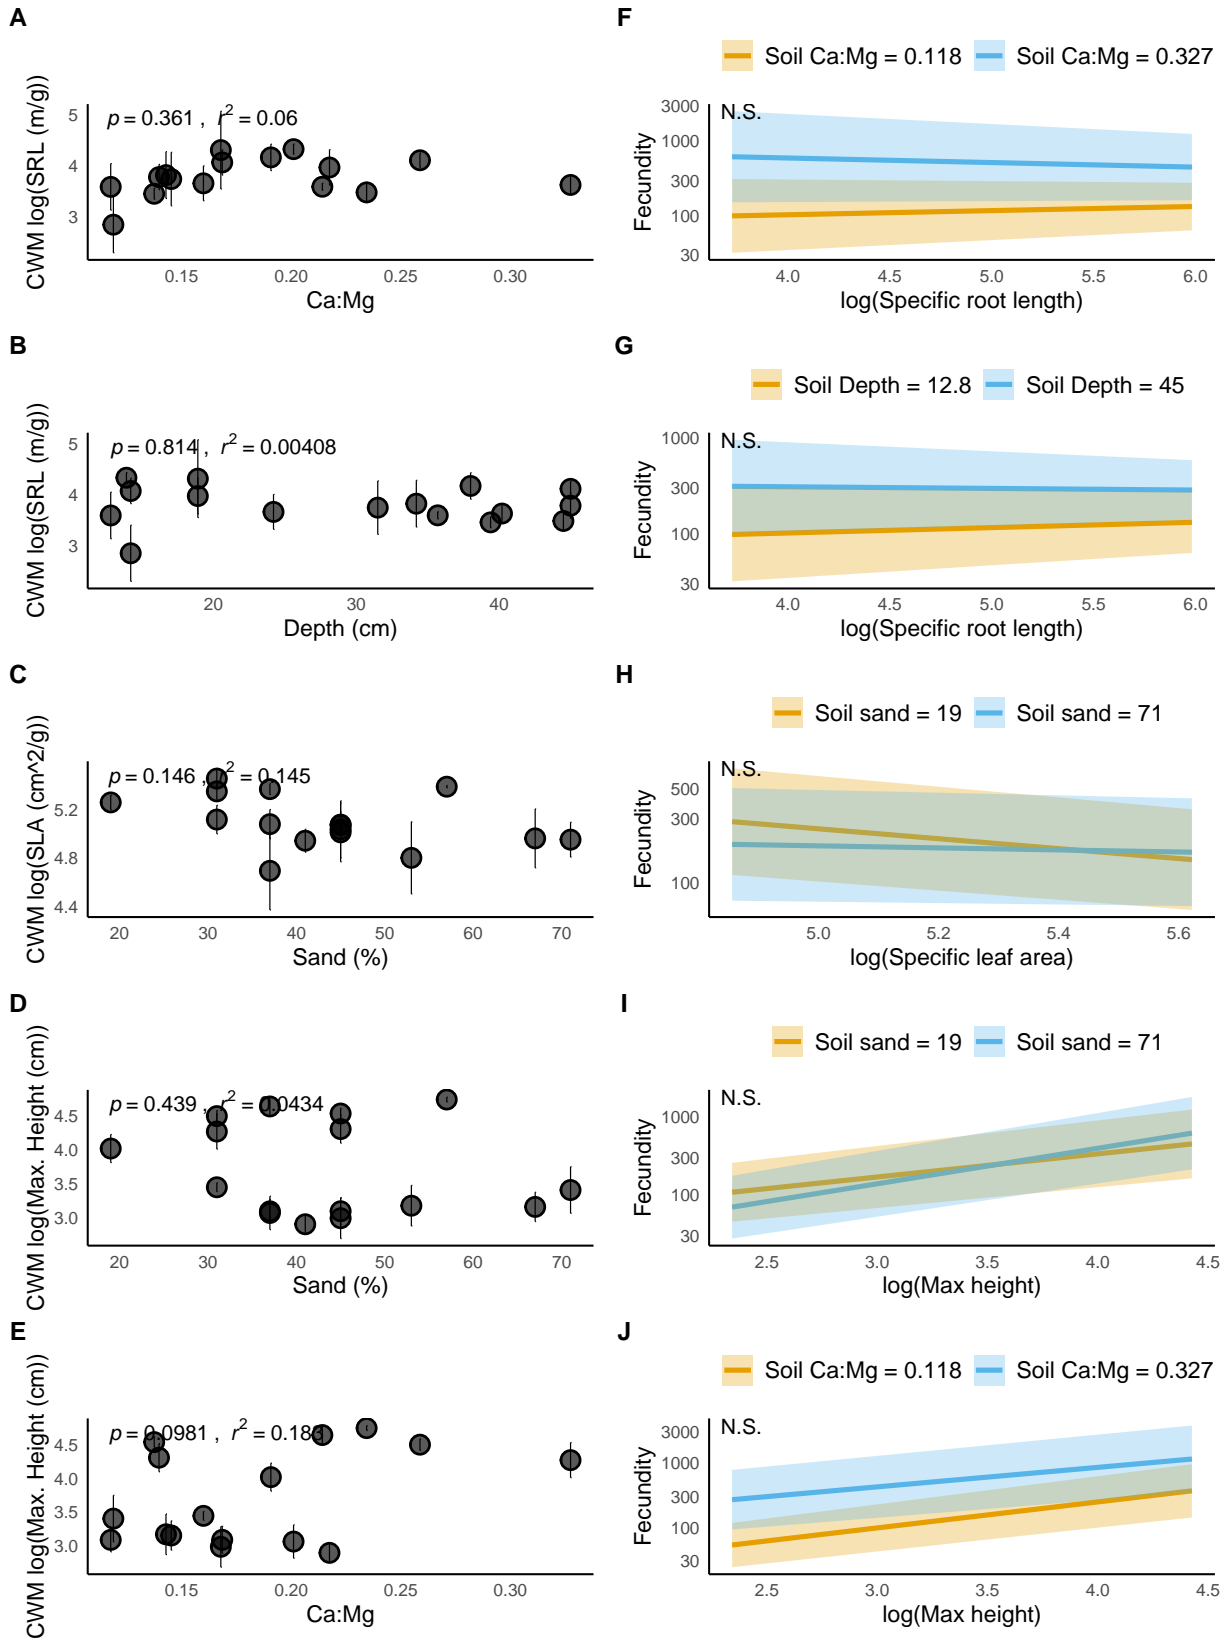 A
CWM log(SRL (m/g))
p = 0.361 , r2 = 0.06
5
4
3
0.15 0.20 0.25 0.30
Ca:Mg
F
Soil Ca:Mg = 0.118 Soil Ca:Mg = 0.327
Fecundity
N.S.
3000
1000
300
100
30
4.0 4.5 5.0 5.5 6.0
log(Specific root length)
B
CWM log(SRL (m/g))
p = 0.814 , r2 = 0.00408
5
4
3
20 30 40
Depth (cm)
G
Soil Depth = 12.8 Soil Depth = 45
Fecundity
N.S.
1000
300
100
30
4.0 4.5 5.0 5.5 6.0
log(Specific root length)
C
CWM log(SLA (cm^2/g))
p = 0.146 , r2 = 0.145
5.2
4.8
4.4
20 30 40 50 60 70
Sand (%)
H
Soil sand = 19 Soil sand = 71
Fecundity
N.S.
500
300
100
5.0 5.2 5.4 5.6
log(Specific leaf area)
D
CWM log(Max. Height (cm))
p = 0.439 , r2 = 0.0434
4.5
4.0
3.5
3.0
20 30 40 50 60 70
Sand (%)
I
Soil sand = 19 Soil sand = 71
Fecundity
N.S.
1000
300
100
30
2.5 3.0 3.5 4.0 4.5
log(Max height)
E
CWM log(Max. Height (cm))
p = 0.0981 , r2 = 0.183
4.5
4.0
3.5
3.0
0.15 0.20 0.25 0.30
Ca:Mg
J
Soil Ca:Mg = 0.118 Soil Ca:Mg = 0.327
Fecundity
N.S.
3000
1000
300
100
30
2.5 3.0 3.5 4.0 4.5
log(Max height)